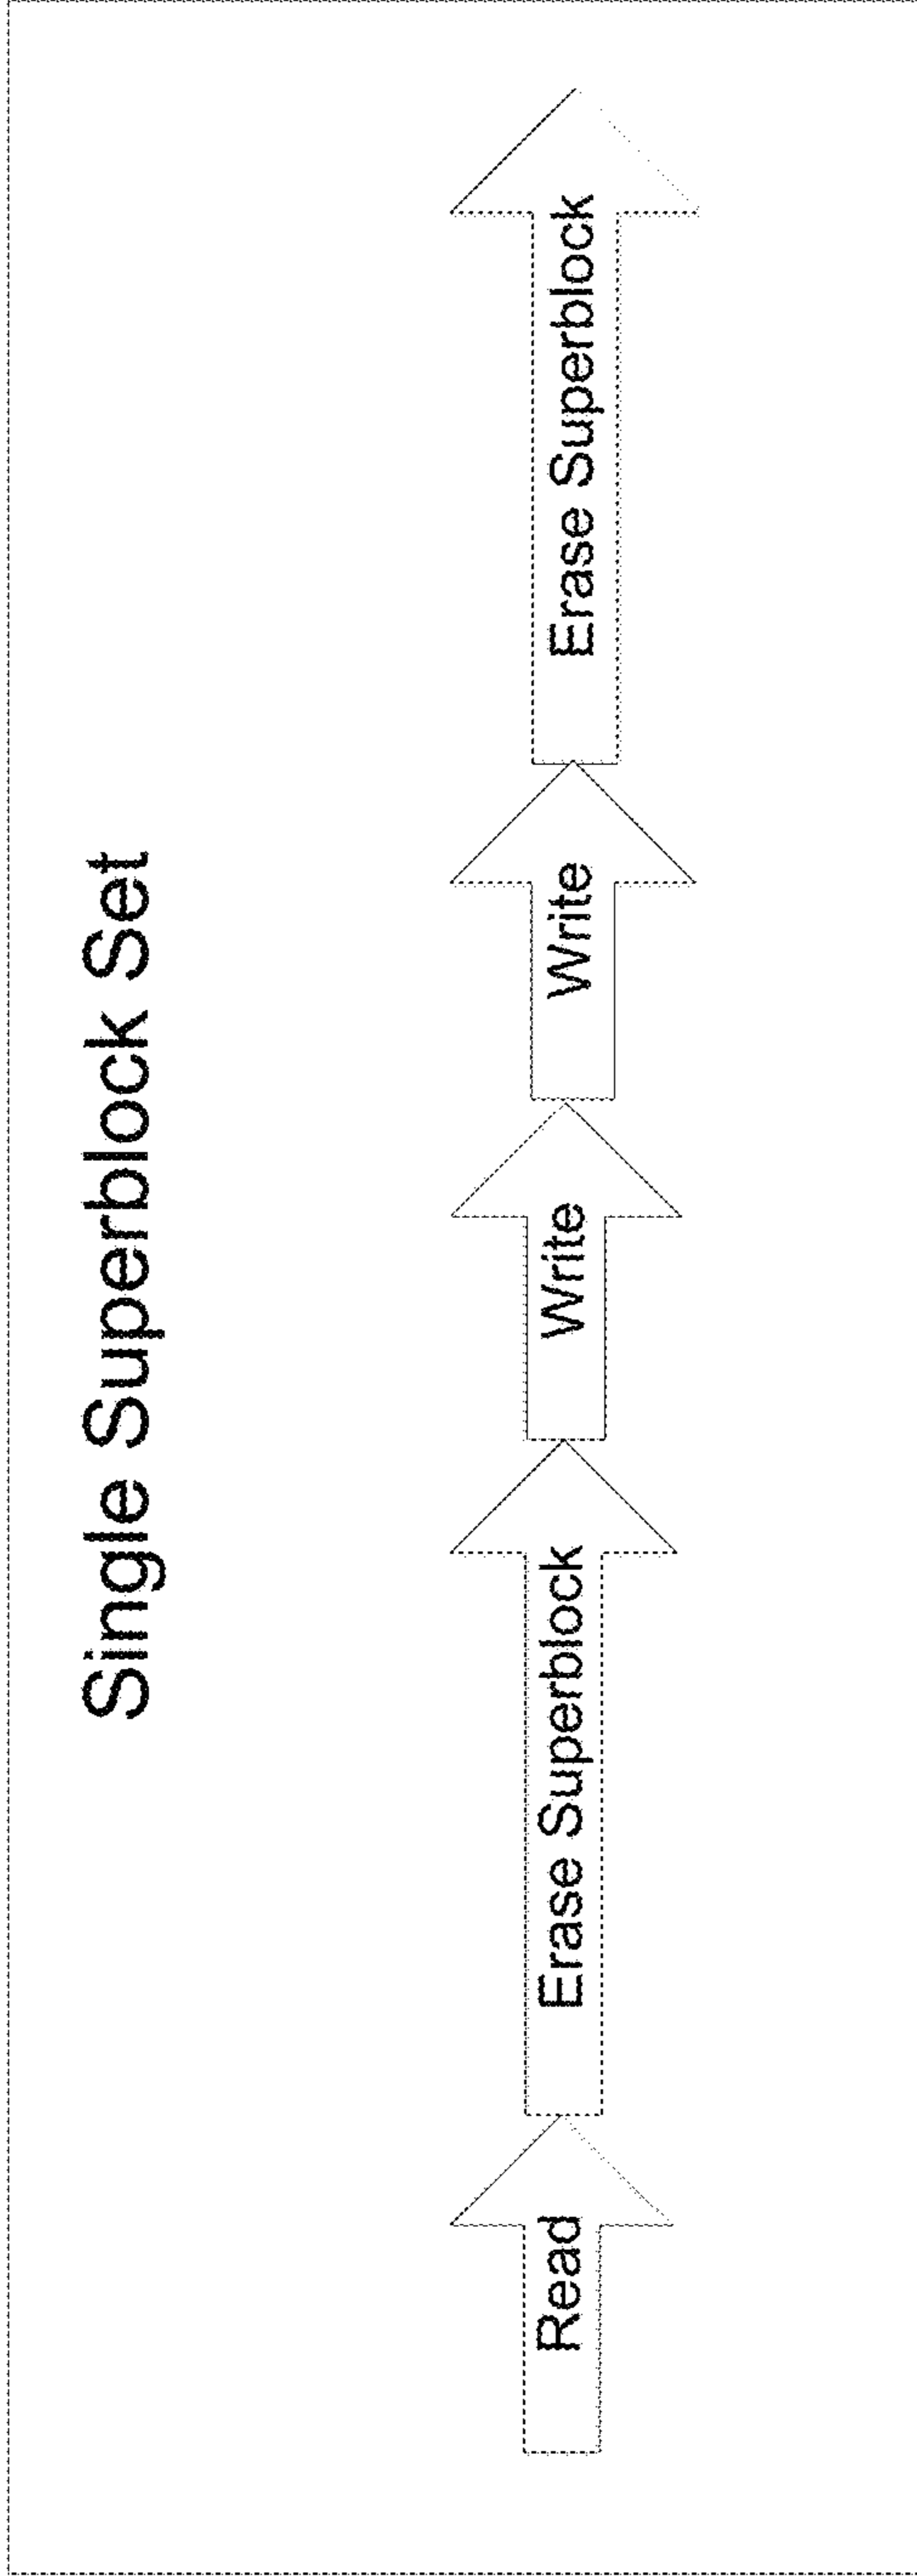 Single Superblock Set
Read
Erase Superblock
Write
Write
Erase Superblock